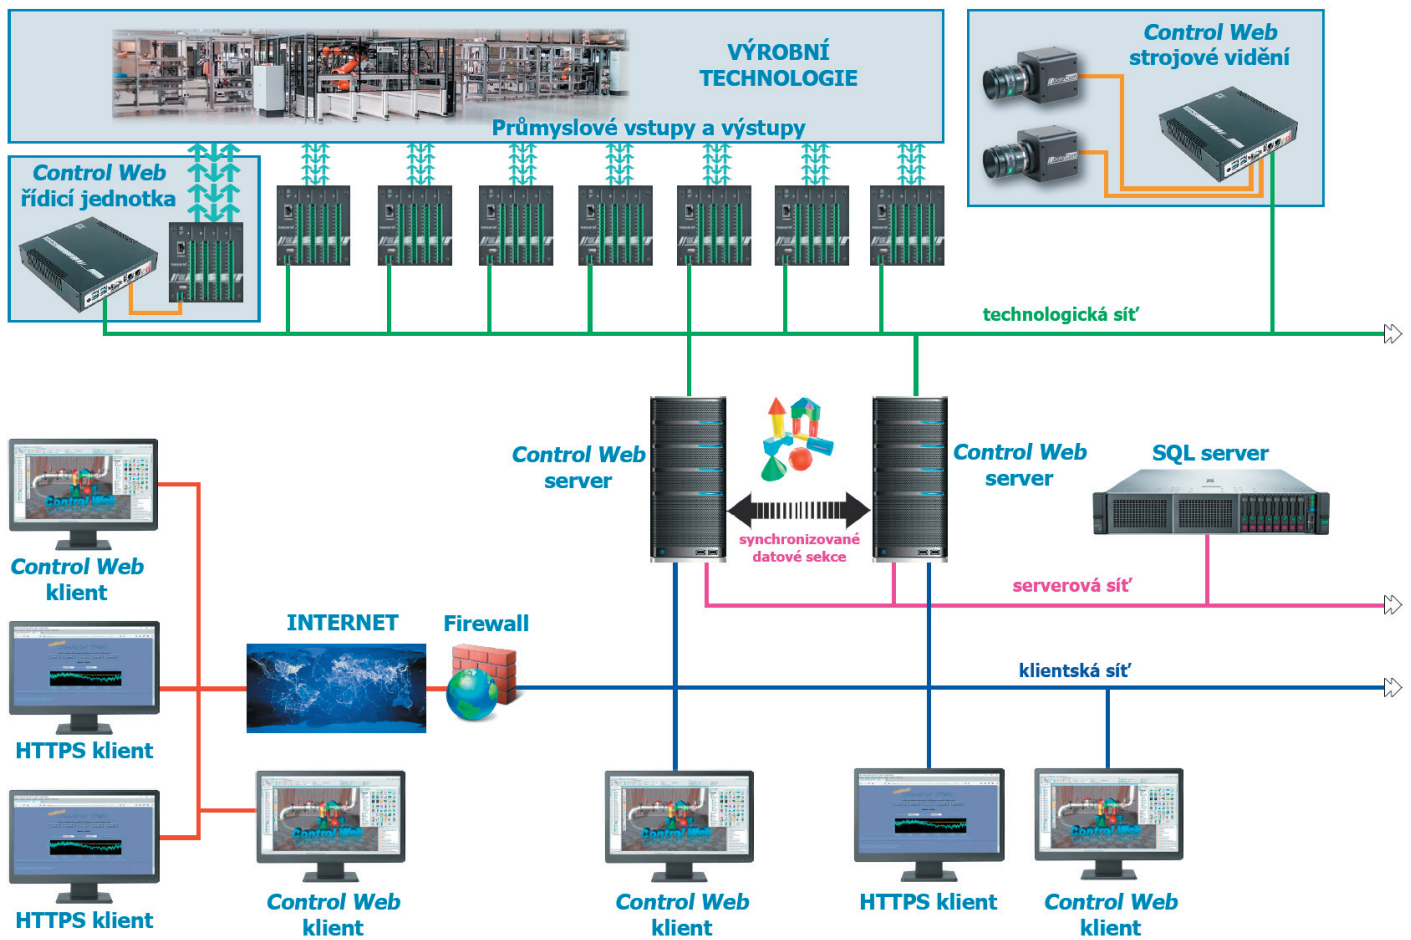 VÝROBNÍ
TECHNOLOGIE
Průmyslové vstupy a výstupy
Control Web
strojové vidění
Control Web
řídicí jednotka
technologická síť
Control Web
server
Control Web
server
SQL server
synchronizované
datové sekce
serverová síť
Control Web
klient
INTERNET
Firewall
klientská síť
HTTPS klient
HTTPS klient
Control Web
klient
Control Web
klient
HTTPS klient
Control Web
klient